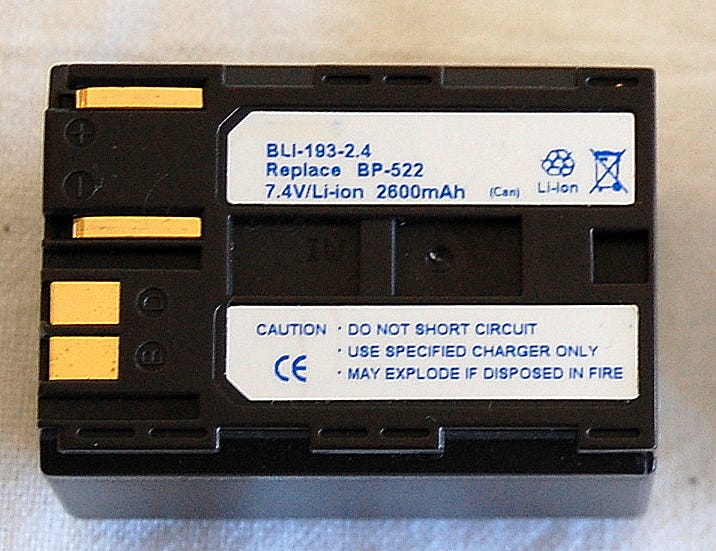 BLI-193-2.4
Replace BP-522
7.4V/Li-ion 2600mAh (Can) Li-ion
CAUTION · DO NOT SHORT CIRCUIT
· USE SPECIFIED CHARGER ONLY
CE · MAY EXPLODE IF DISPOSED IN FIRE